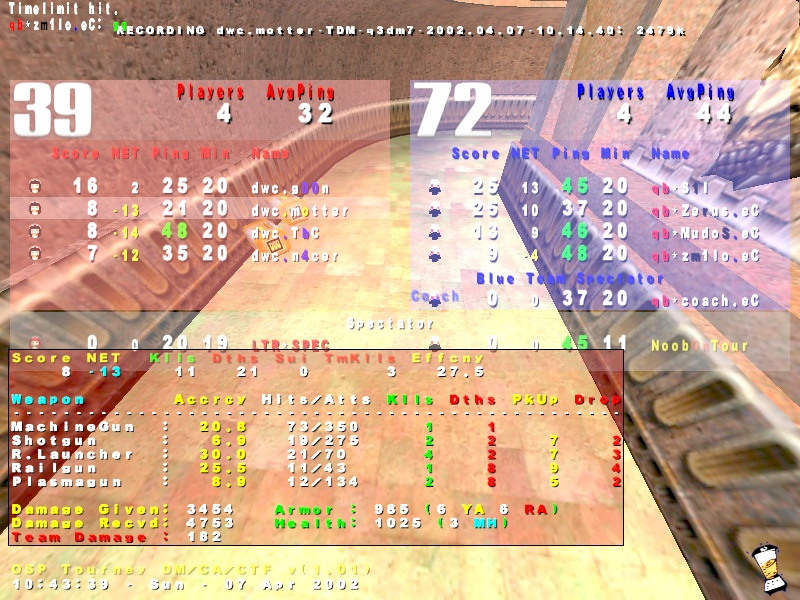 Timelimit hit.
qb*zm1lo.eC: gg
RECORDING dwc.motter-TDM-q3dm7-2002.04.07-10.14.40: 2479k
39 Players AvgPing
4 32
72 Players AvgPing
4 44
Score NET Ping Min Name
16 2 25 20 dwc.g00n
8 -13 21 20 dwc.motter
8 -14 48 20 dwc.TbC
7 -12 35 20 dwc.n4cer
Score NET Ping Min Name
25 13 45 20 qb*S1l
25 10 37 20 qb*Zerus.eC
13 9 46 20 qb*MudoS.eC
9 -4 48 20 qb*zm1lo.eC
Blue Team Spectator
Coach 0 0 37 20 qb*coach.eC
Spectator
0 0 20 19 LTR*SPEC
0 0 45 11 Noob Tour
Score NET Klls Dths Sui TmKlls Effcny
8 -13 11 21 0 3 27.5
Weapon Accrcy Hits/Atts Klls Dths PkUp Drop
MachineGun : 20.8 73/350 1 1
Shotgun : 6.9 19/275 2 2 7 2
R.Launcher : 30.0 21/70 4 2 7 3
Railgun : 25.5 11/43 1 8 9 4
Plasmagun : 8.9 12/134 2 8 5 2
Damage Given: 3454 Armor : 985 (6 YA 6 RA)
Damage Recvd: 4753 Health: 1025 (3 MH)
Team Damage : 182
OSP Tourney DM/CA/CTF v(1.01)
10:43:39 - Sun - 07 Apr 2002